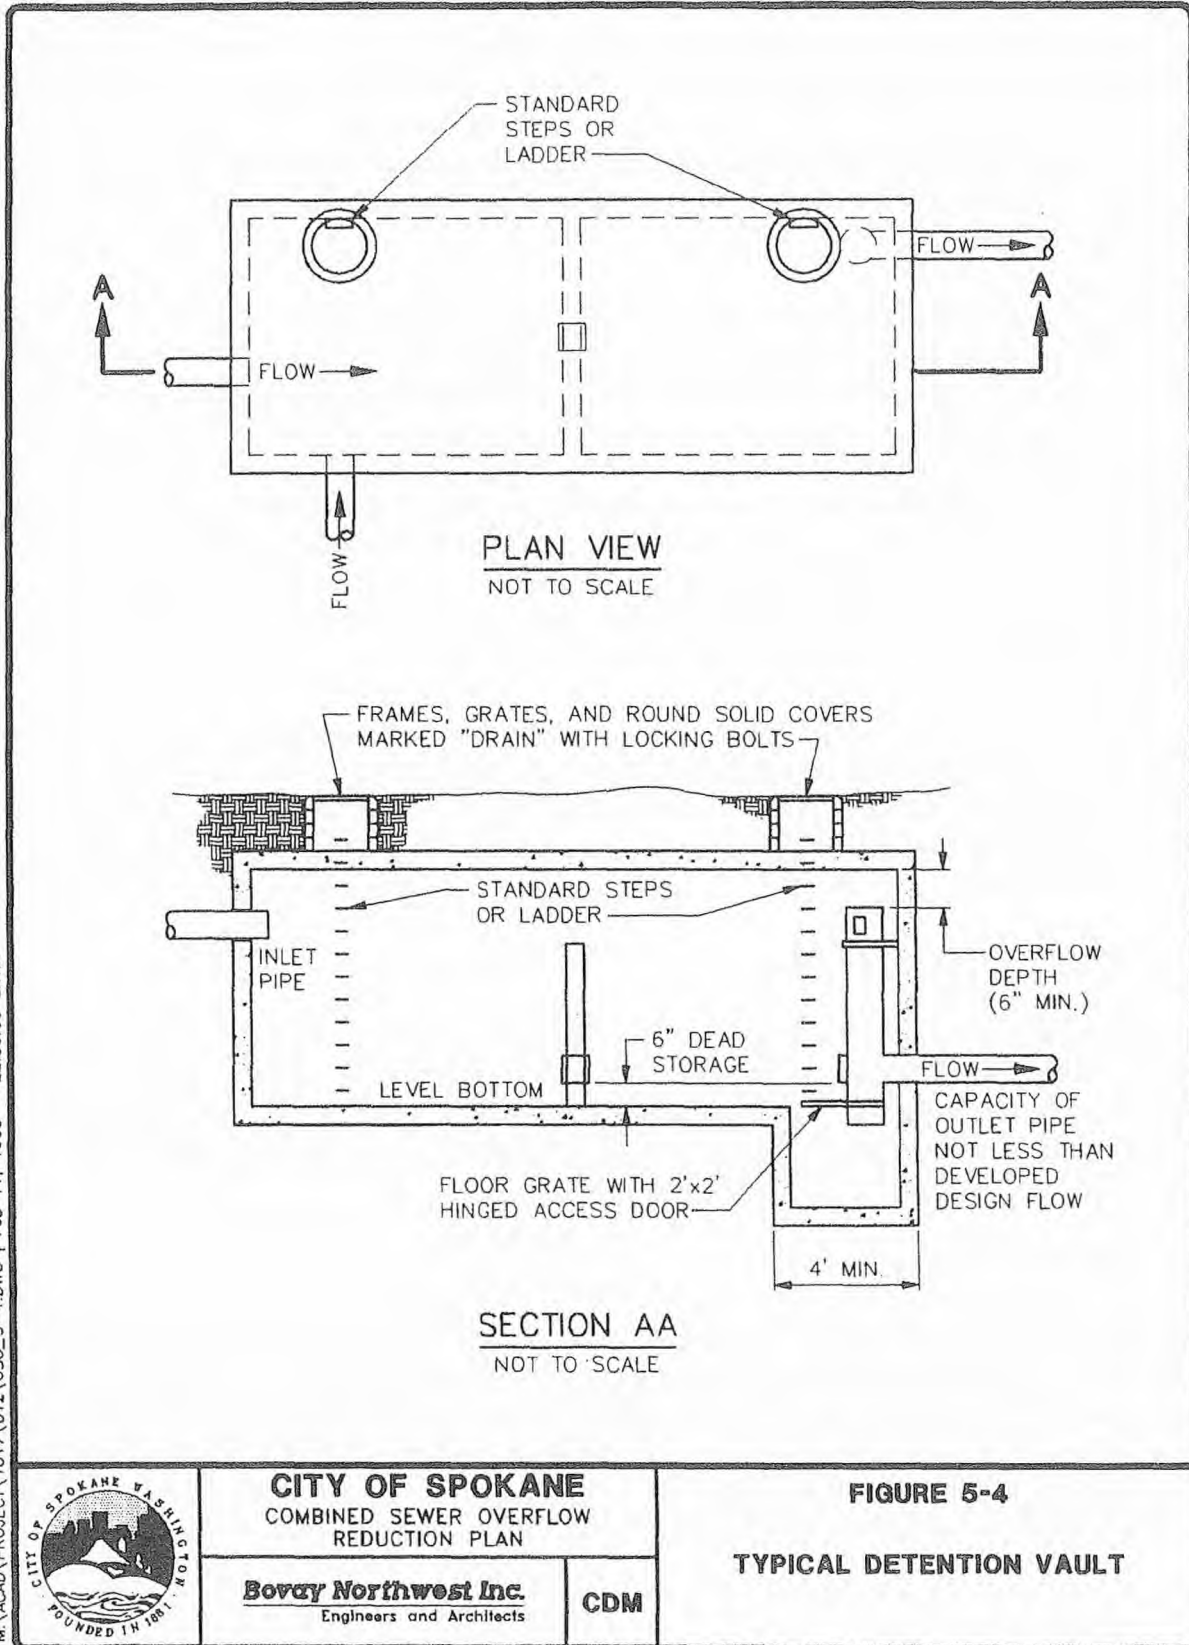 STANDARD
STEPS OR
LADDER
FLOW
A
A
FLOW
FLOW
PLAN VIEW
NOT TO SCALE
FRAMES, GRATES, AND ROUND SOLID COVERS
MARKED "DRAIN" WITH LOCKING BOLTS
STANDARD STEPS
OR LADDER
INLET
PIPE
OVERFLOW
DEPTH
(6" MIN.)
6" DEAD
STORAGE
LEVEL BOTTOM
FLOW
CAPACITY OF
OUTLET PIPE
NOT LESS THAN
DEVELOPED
DESIGN FLOW
FLOOR GRATE WITH 2'x2'
HINGED ACCESS DOOR
4' MIN.
SECTION AA
NOT TO SCALE
CITY OF SPOKANE WASHINGTON
FOUNDED IN 1881
CITY OF SPOKANE
COMBINED SEWER OVERFLOW
REDUCTION PLAN
Bovay Northwest Inc.
Engineers and Architects
CDM
FIGURE 5-4
TYPICAL DETENTION VAULT